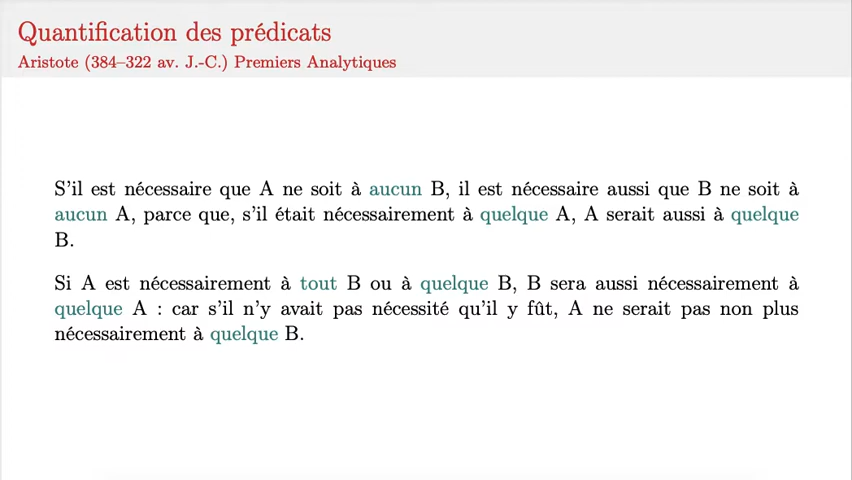 Quantification des prédicats
Aristote (384–322 av. J.-C.) Premiers Analytiques
S'il est nécessaire que A ne soit à aucun B, il est nécessaire aussi que B ne soit à
aucun A, parce que, s'il était nécessairement à quelque A, A serait aussi à quelque
B.
Si A est nécessairement à tout B ou à quelque B, B sera aussi nécessairement à
quelque A : car s'il n'y avait pas nécessité qu'il y fût, A ne serait pas non plus
nécessairement à quelque B.